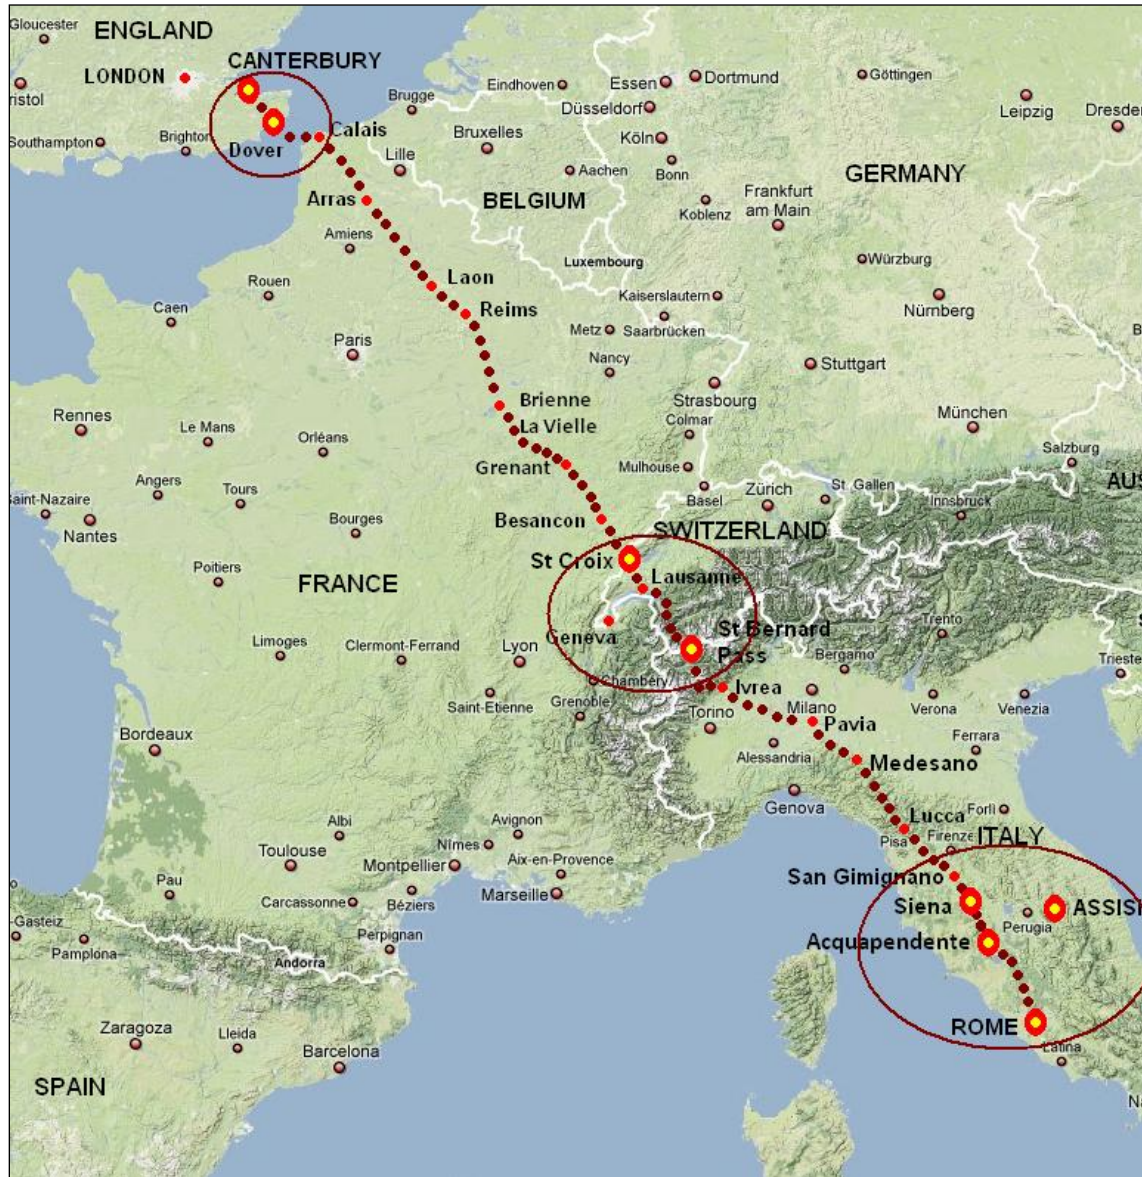 Gloucester
ENGLAND
LONDON
CANTERBURY
ristol
Southampton
Brighton
Dover
Calais
Brugge
Eindhoven
Essen
Dortmund
Göttingen
Düsseldorf
Leipzig
Dresden
Bruxelles
Köln
Lille
Aachen
Bonn
GERMANY
Arras
BELGIUM
Koblenz
Frankfurt
am Main
Amiens
Luxembourg
Würzburg
Laon
Rouen
Kaiserslautern
Nürnberg
Caen
Reims
Metz
Saarbrücken
Paris
Nancy
Stuttgart
Strasbourg
Brienne
La Vielle
Rennes
Le Mans
Orléans
Colmar
München
Salzburg
Grenant
Mulhouse
Angers
Tours
Basel
Zürich
St. Gallen
AUS
Saint-Nazaire
Nantes
Bourges
Besancon
SWITZERLAND
Innsbruck
Poitiers
FRANCE
St Croix
Lausanne
Geneva
St Bernard
Pass
Trento
Limoges
Clermont-Ferrand
Lyon
Bergamo
Trieste
Chambéry
Ivrea
Saint-Etienne
Grenoble
Milano
Verona
Venezia
Torino
Pavia
Bordeaux
Alessandria
Ferrara
Medesano
Genova
Forlì
Albi
Avignon
Lucca
Pisa
Firenze
ITALY
Toulouse
Nîmes
Montpellier
Aix-en-Provence
Pau
Carcassonne
Béziers
Marseille
San Gimignano
Siena
Perugia
ASSISI
-Gasteiz
Pamplona
Perpignan
Andorra
Acquapendente
Zaragoza
Lleida
Barcelona
ROME
Latina
SPAIN
Na